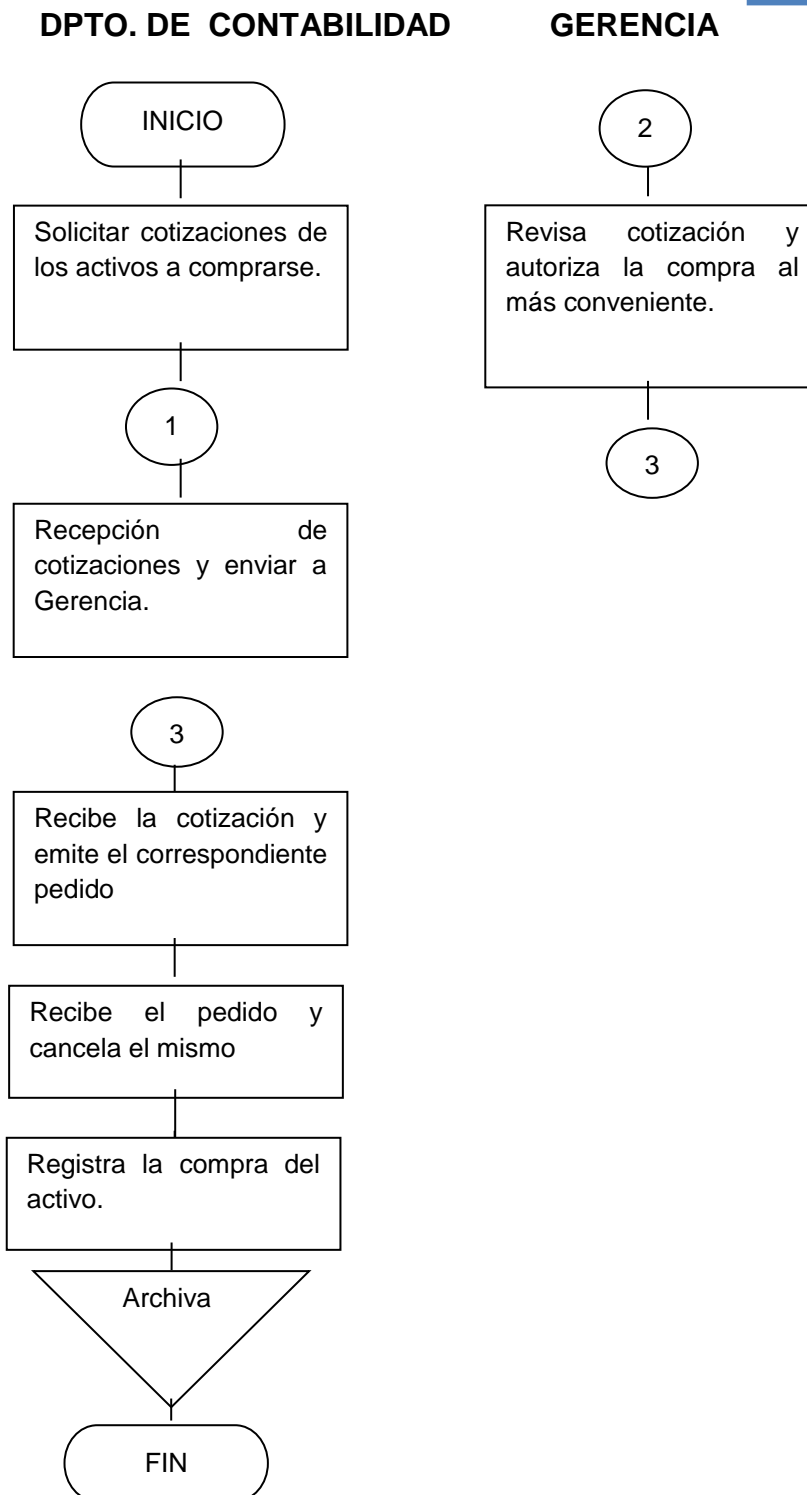 DPTO. DE CONTABILIDAD
INICIO
Solicitar cotizaciones de
los activos a comprarse.
1
Recepción de
cotizaciones y enviar a
Gerencia.
3
Recibe la cotización y
emite el correspondiente
pedido
Recibe el pedido y
cancela el mismo
Registra la compra del
activo.
Archiva
FIN
GERENCIA
2
Revisa cotización y
autoriza la compra al
más conveniente.
3